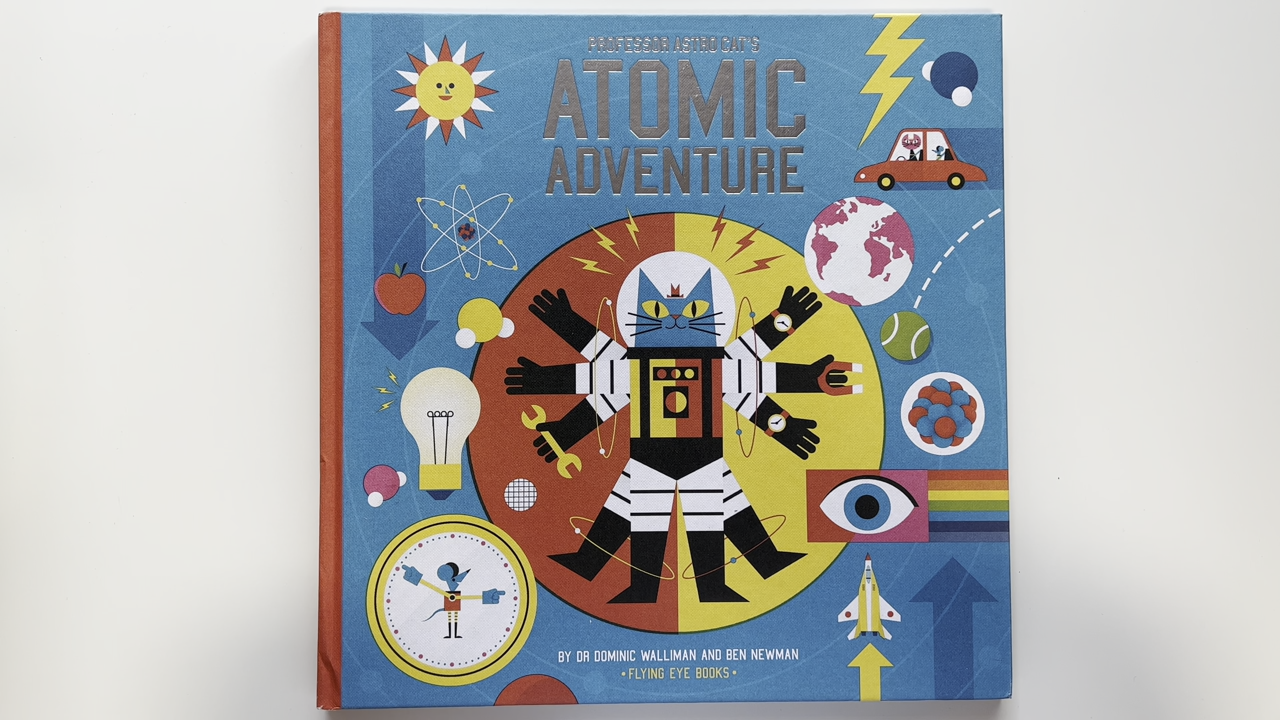 PROFESSOR ASTRO CAT'S
ATOMIC
ADVENTURE
BY DR DOMINIC WALLIMAN AND BEN NEWMAN
•FLYING EYE BOOKS•